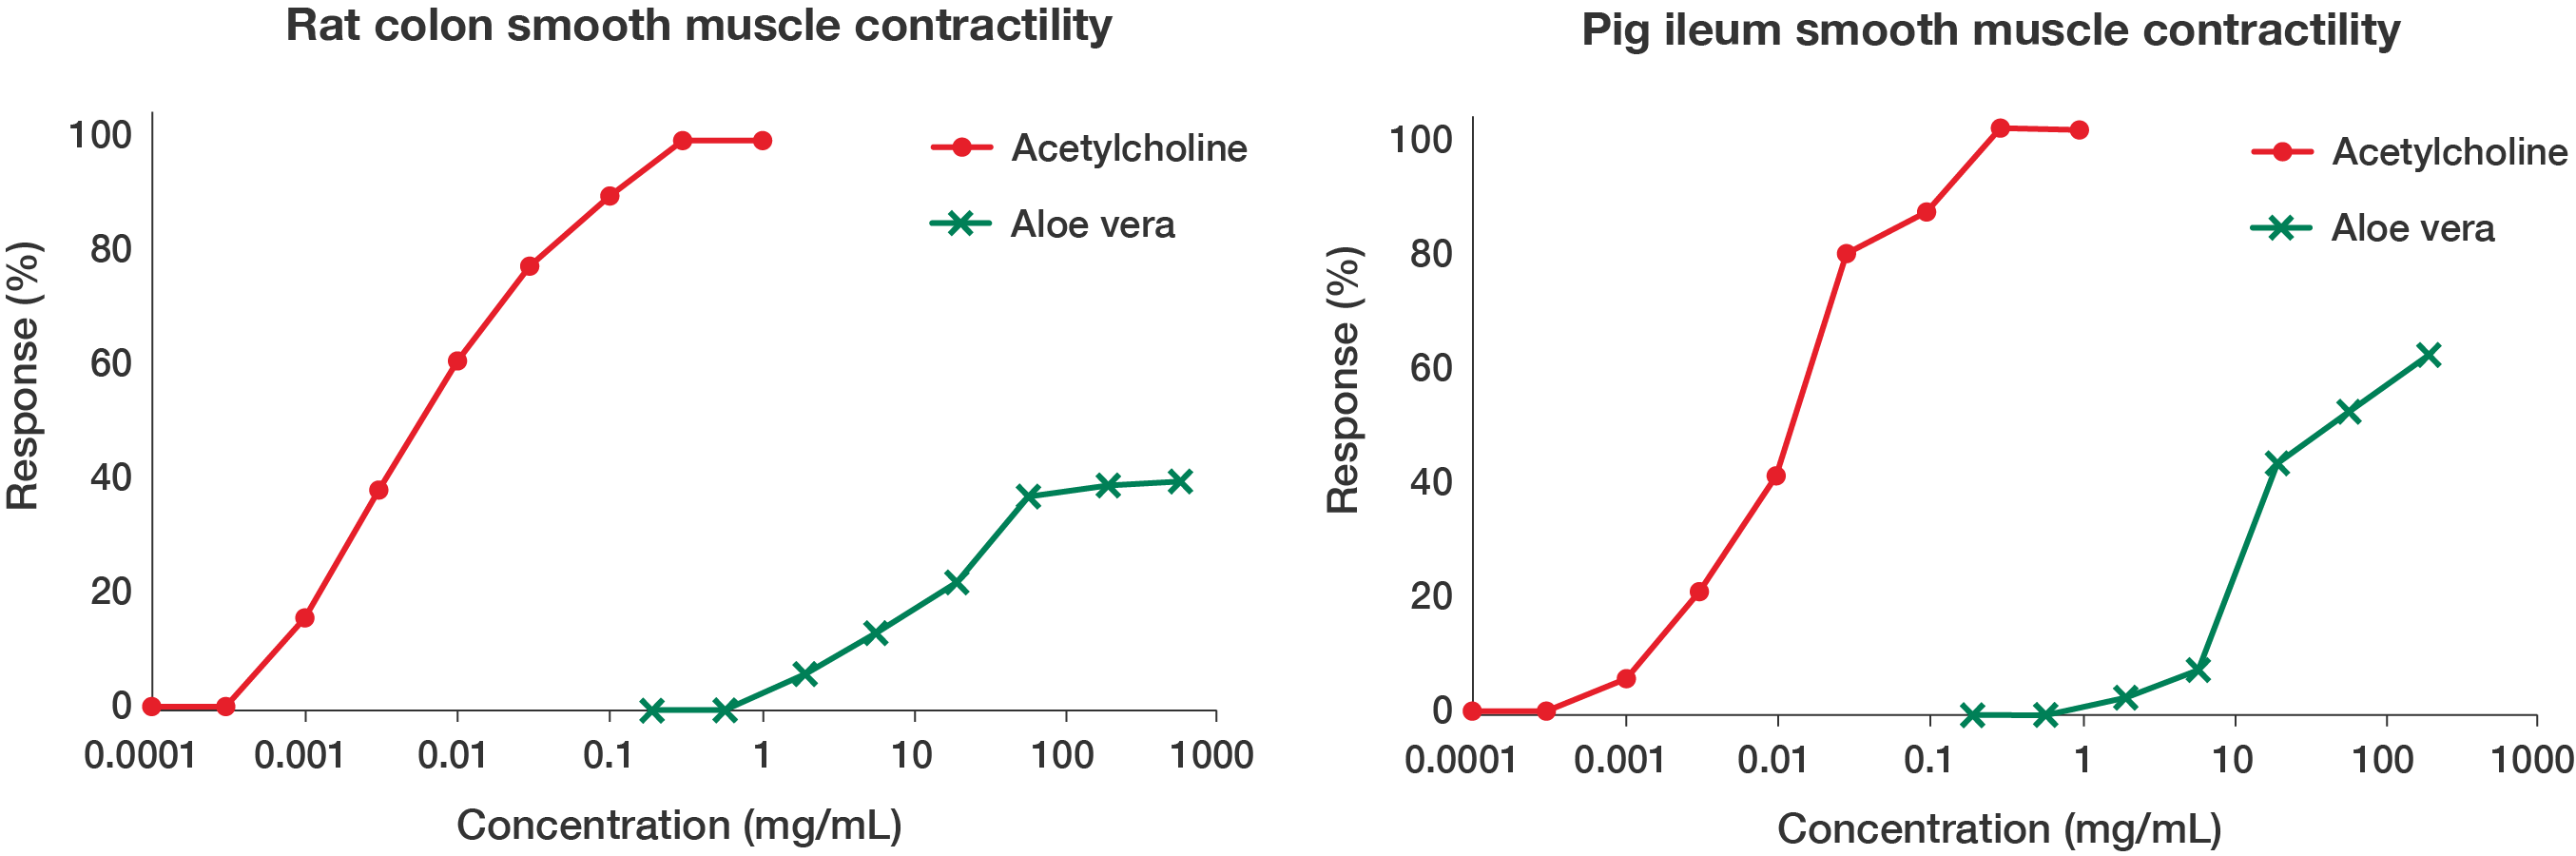 Rat colon smooth muscle contractility
100
80
60
40
20
0
Response (%)
Acetylcholine
Aloe vera
0.0001 0.001 0.01 0.1 1 10 100 1000
Concentration (mg/mL)
Pig ileum smooth muscle contractility
100
80
60
40
20
0
Response (%)
Acetylcholine
Aloe vera
0.0001 0.001 0.01 0.1 1 10 100 1000
Concentration (mg/mL)